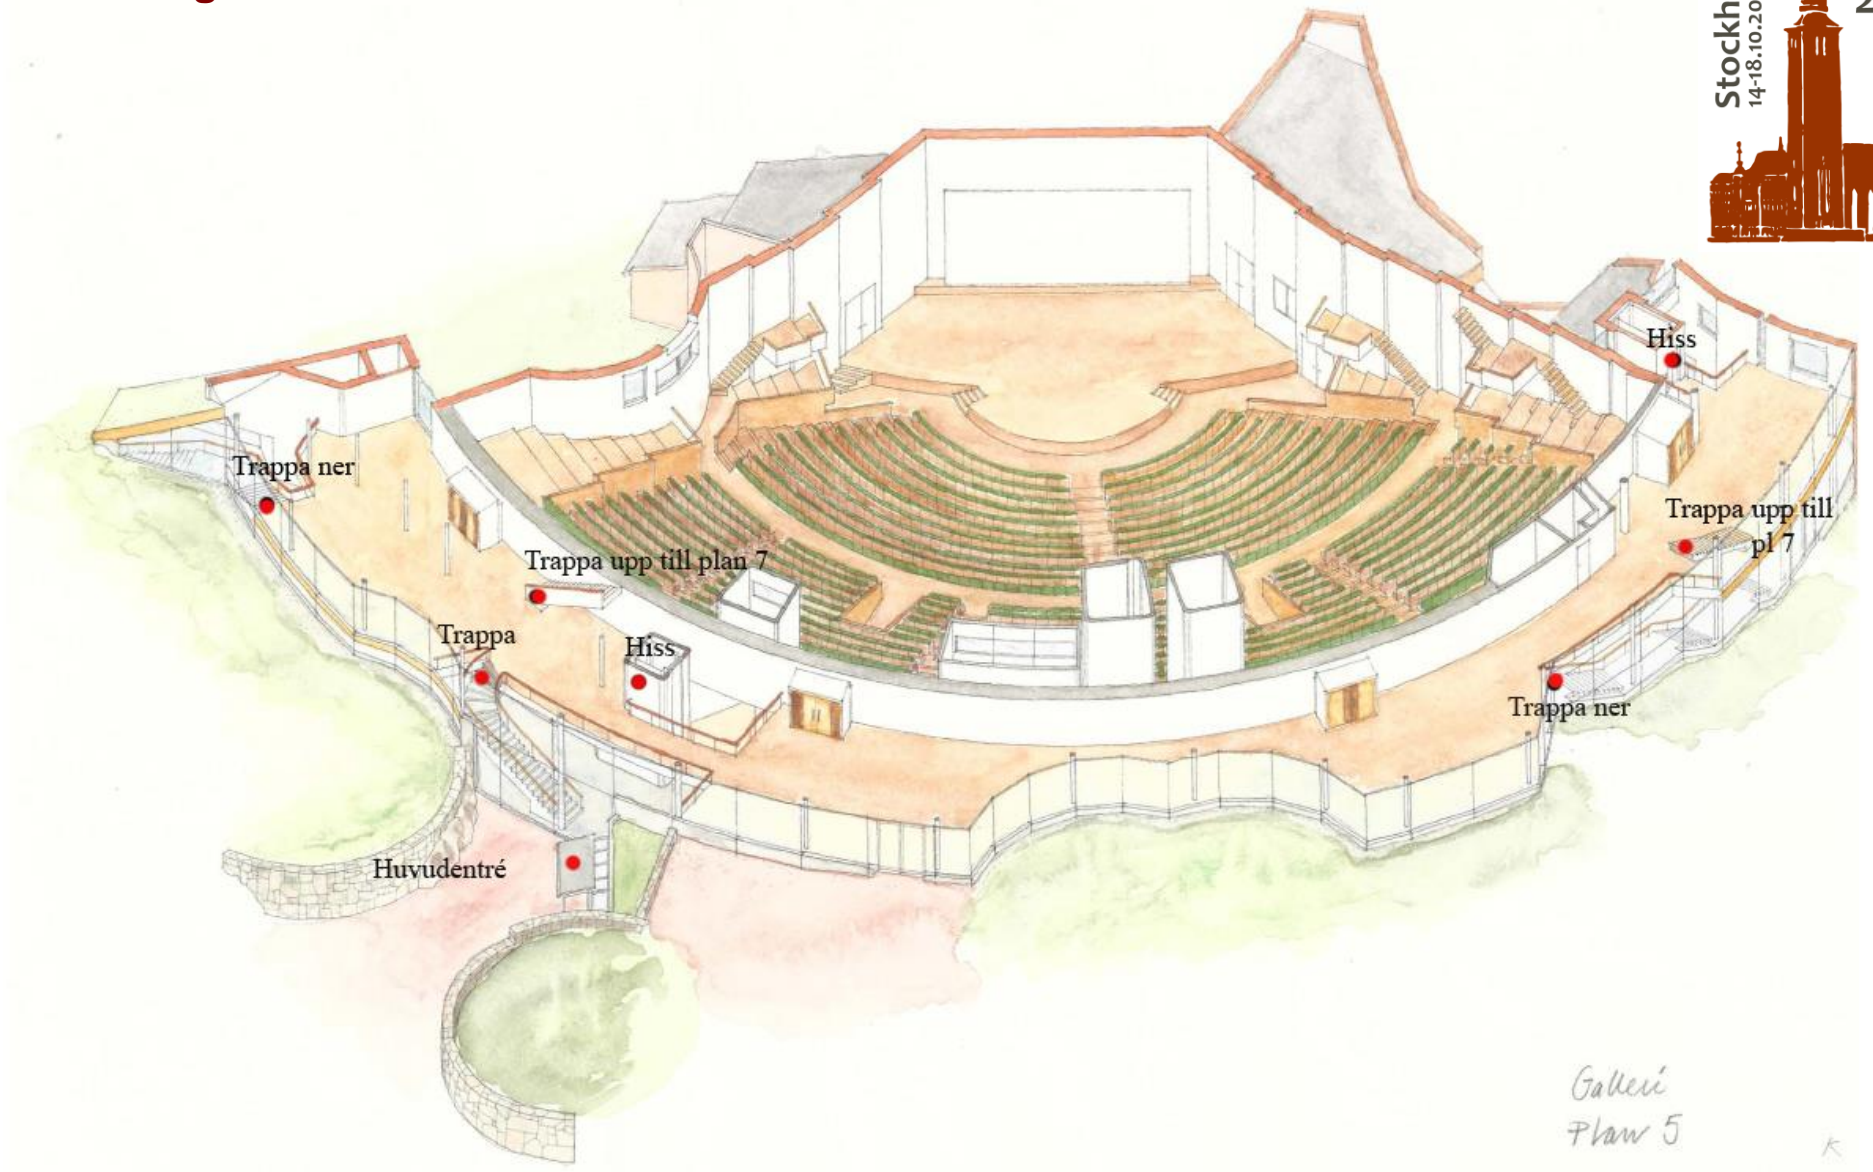 Stockh
14-18.10.20
Hiss
Trappa ner
Trappa upp till
pl 7
Trappa upp till plan 7
Trappa
Hiss
Trappa ner
Huvudentré
Galleri
Plan 5
K